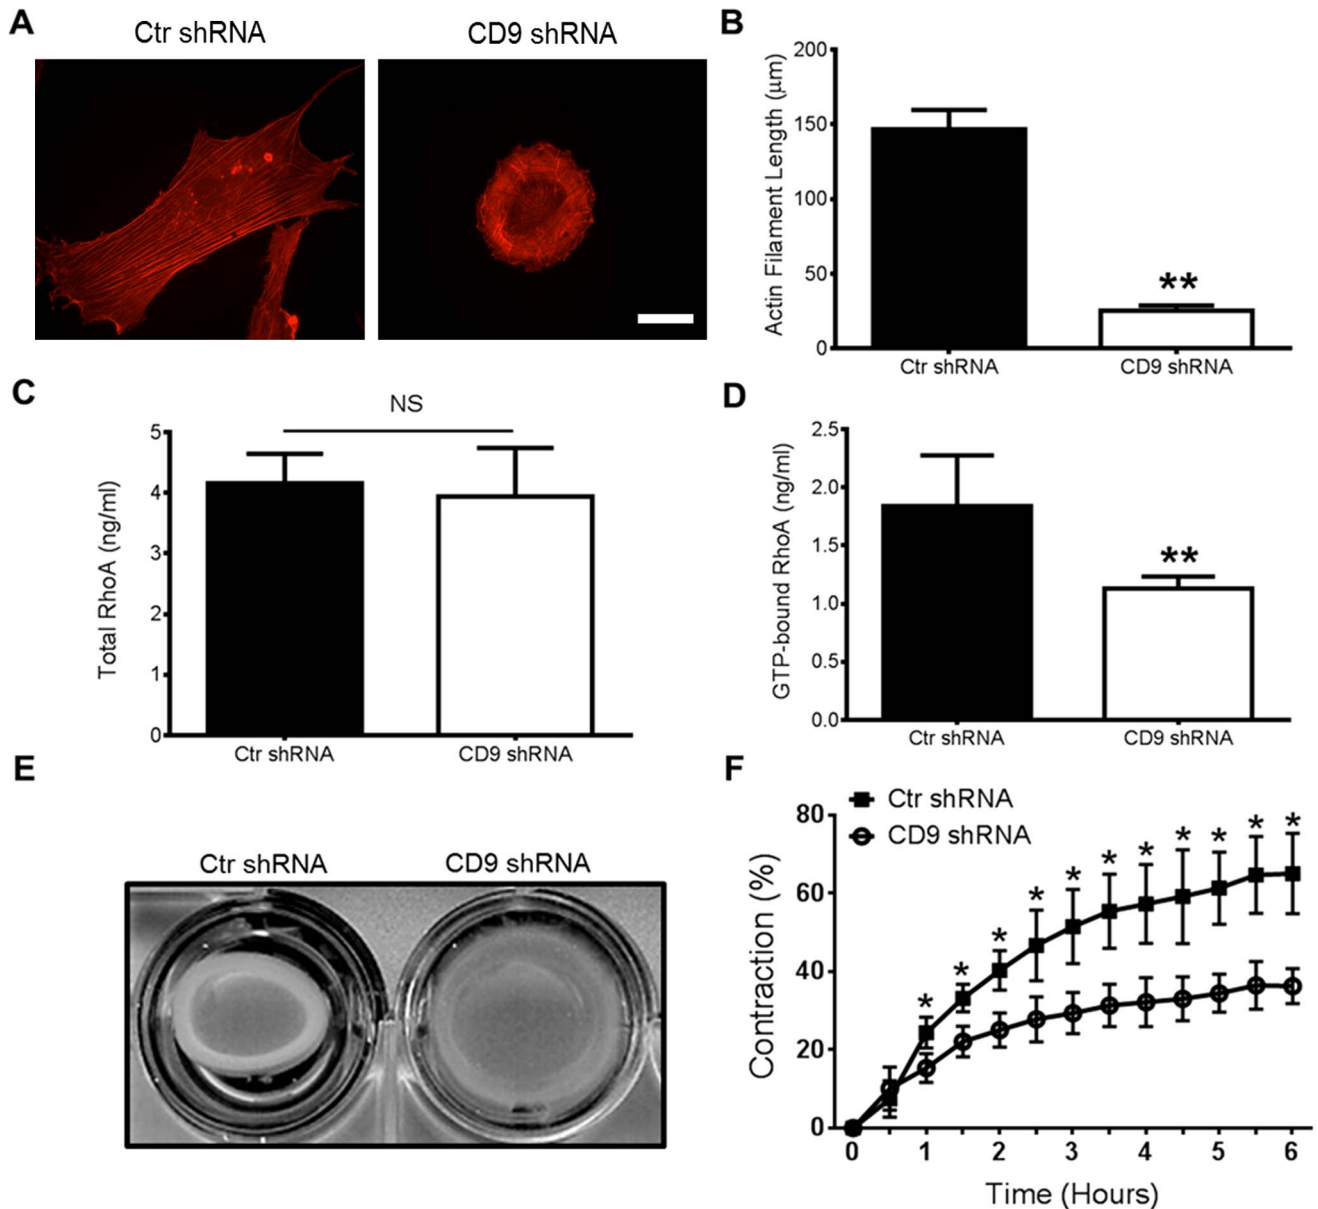 A
Ctr shRNA
CD9 shRNA
B
Actin Filament Length (μm)
200
150
100
50
0
**
Ctr shRNA
CD9 shRNA
C
NS
Total RhoA (ng/ml)
5
4
3
2
1
0
Ctr shRNA
CD9 shRNA
D
GTP-bound RhoA (ng/ml)
2.5
2.0
1.5
1.0
0.5
0.0
**
Ctr shRNA
CD9 shRNA
E
Ctr shRNA
CD9 shRNA
F
Ctr shRNA
CD9 shRNA
Contraction (%)
80
60
40
20
0
* * * * * * * * * * *
0 1 2 3 4 5 6
Time (Hours)